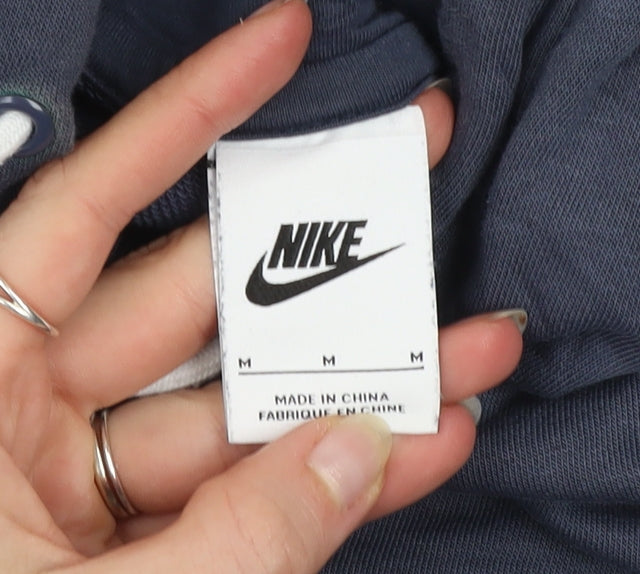 NIKE
M M M
MADE IN CHINA
FABRIQUE EN CHINE